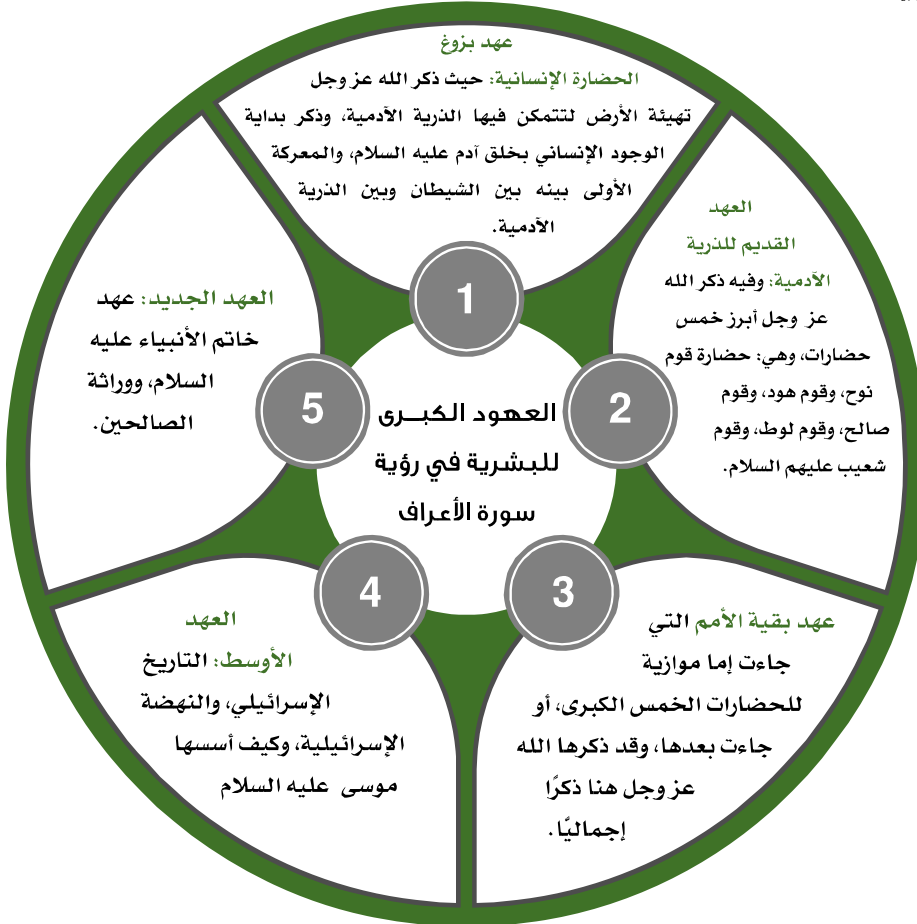 العهود الكبــرى
للبشرية في رؤية
سورة الأعراف
1
عهد بزوغ
الحضارة الإنسانية: حيث ذكر الله عز وجل
تهيئة الأرض لتتمكن فيها الذرية الآدمية، وذكر بداية
الوجود الإنساني بخلق آدم عليه السلام، والمعركة
الأولى بينه بين الشيطان وبين الذرية
الآدمية.
2
العهد
القديم للذرية
الآدمية: وفيه ذكر الله
عز وجل أبرز خمس
حضارات، وهي: حضارة قوم
نوح، وقوم هود، وقوم
صالح، وقوم لوط، وقوم
شعيب عليهم السلام.
3
عهد بقية الأمم التي
جاءت إما موازية
للحضارات الخمس الكبرى، أو
جاءت بعدها، وقد ذكرها الله
عز وجل هنا ذكرًا
إجماليًا.
4
العهد
الأوسط: التاريخ
الإسرائيلي، والنهضة
الإسرائيلية، وكيف أسسها
موسى عليه السلام
5
العهد الجديد: عهد
خاتم الأنبياء عليه
السلام، ووراثة
الصالحين.